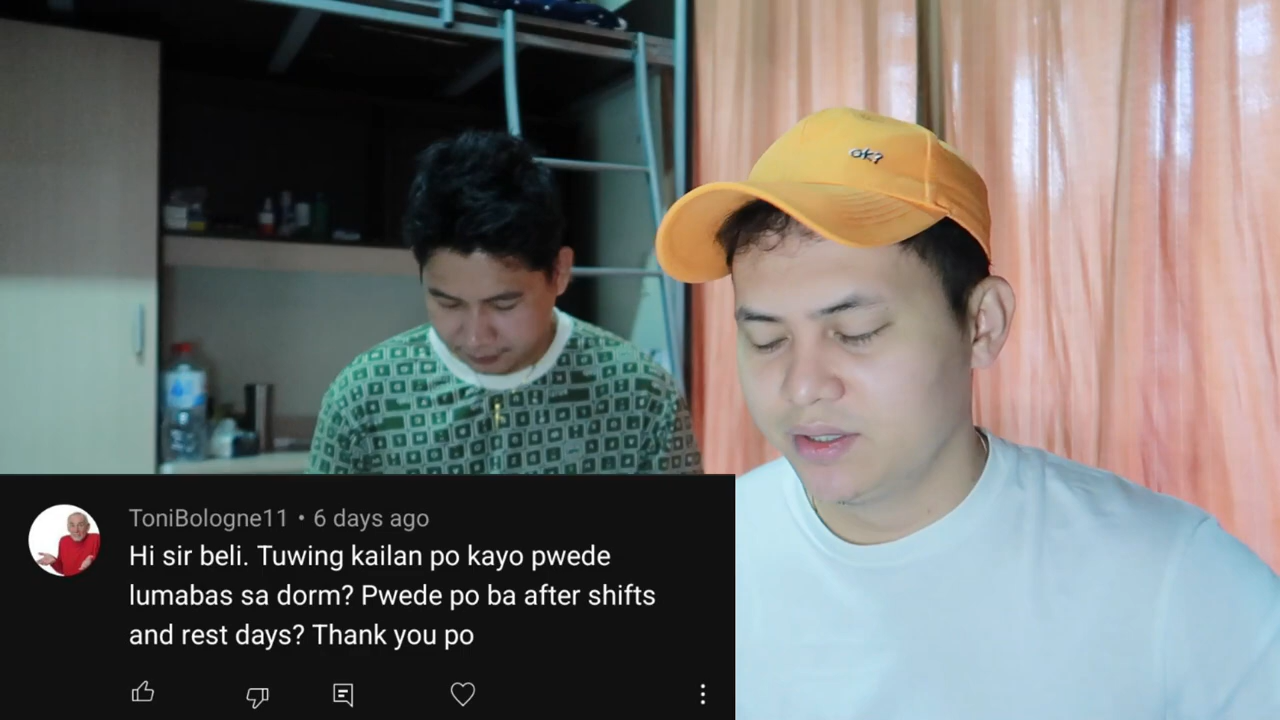 ok?
ToniBologne11 • 6 days ago
Hi sir beli. Tuwing kailan po kayo pwede
lumabas sa dorm? Pwede po ba after shifts
and rest days? Thank you po